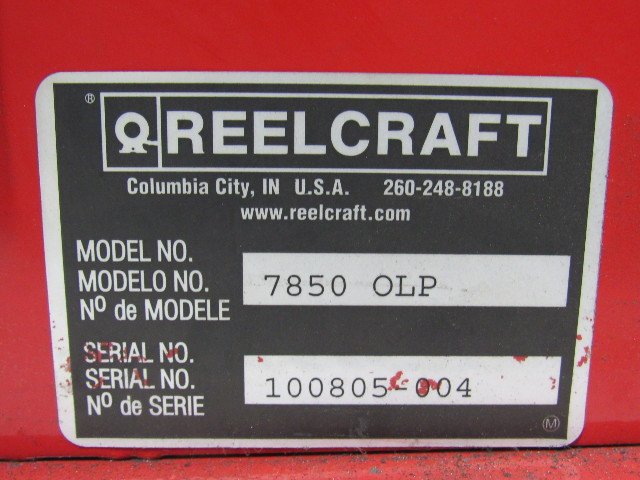 ®
REELCRAFT
Columbia City, IN U.S.A. 260-248-8188
www.reelcraft.com
MODEL NO.
MODELO NO. 7850 OLP
Nº de MODELE
SERIAL NO.
SERIAL NO. 100805-004
Nº de SERIE
M